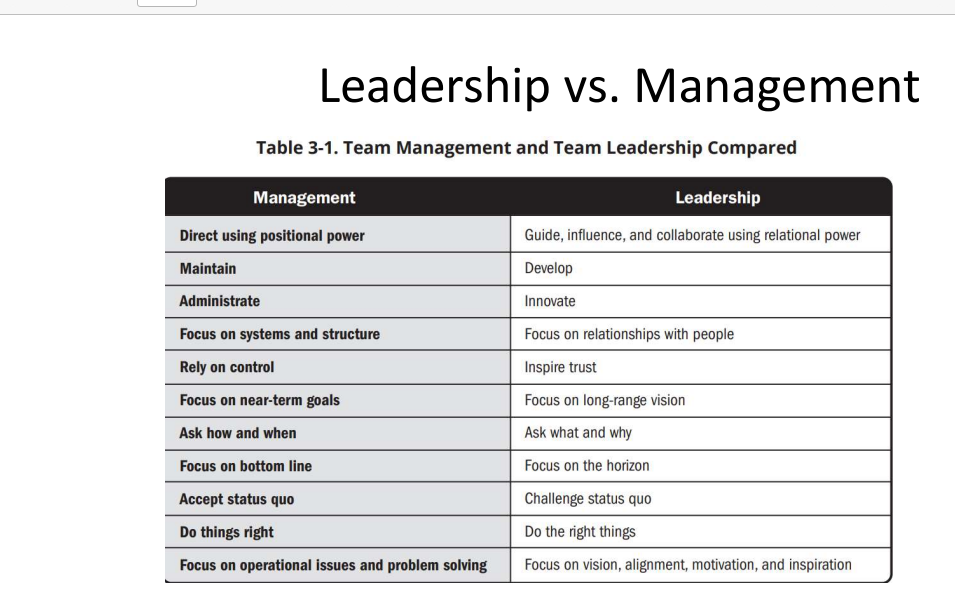 Leadership vs. Management
Table 3-1. Team Management and Team Leadership Compared
Management Leadership
Direct using positional power Guide, influence, and collaborate using relational power
Maintain Develop
Administrate Innovate
Focus on systems and structure Focus on relationships with people
Rely on control Inspire trust
Focus on near-term goals Focus on long-range vision
Ask how and when Ask what and why
Focus on bottom line Focus on the horizon
Accept status quo Challenge status quo
Do things right Do the right things
Focus on operational issues and problem solving Focus on vision, alignment, motivation, and inspiration